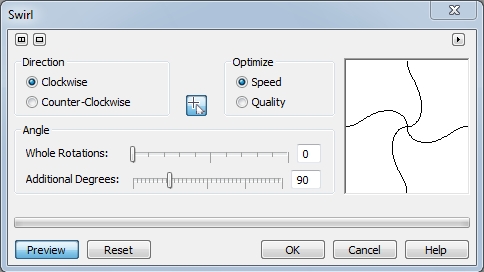 Swirl
Direction
Clockwise
Counter-Clockwise
Optimize
Speed
Quality
Angle
Whole Rotations: 0
Additional Degrees: 90
Preview Reset OK Cancel Help